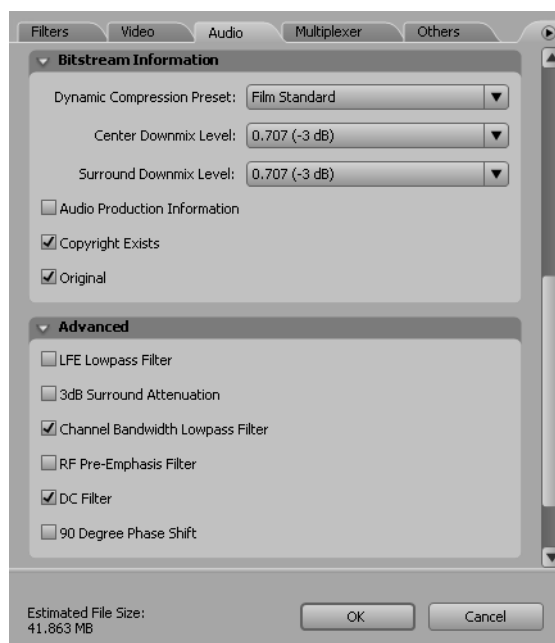 Filters Video Audio Multiplexer Others
Bitstream Information
Dynamic Compression Preset: Film Standard
Center Downmix Level: 0.707 (-3 dB)
Surround Downmix Level: 0.707 (-3 dB)
Audio Production Information
Copyright Exists
Original
Advanced
LFE Lowpass Filter
3dB Surround Attenuation
Channel Bandwidth Lowpass Filter
RF Pre-Emphasis Filter
DC Filter
90 Degree Phase Shift
Estimated File Size:
41.863 MB
OK Cancel